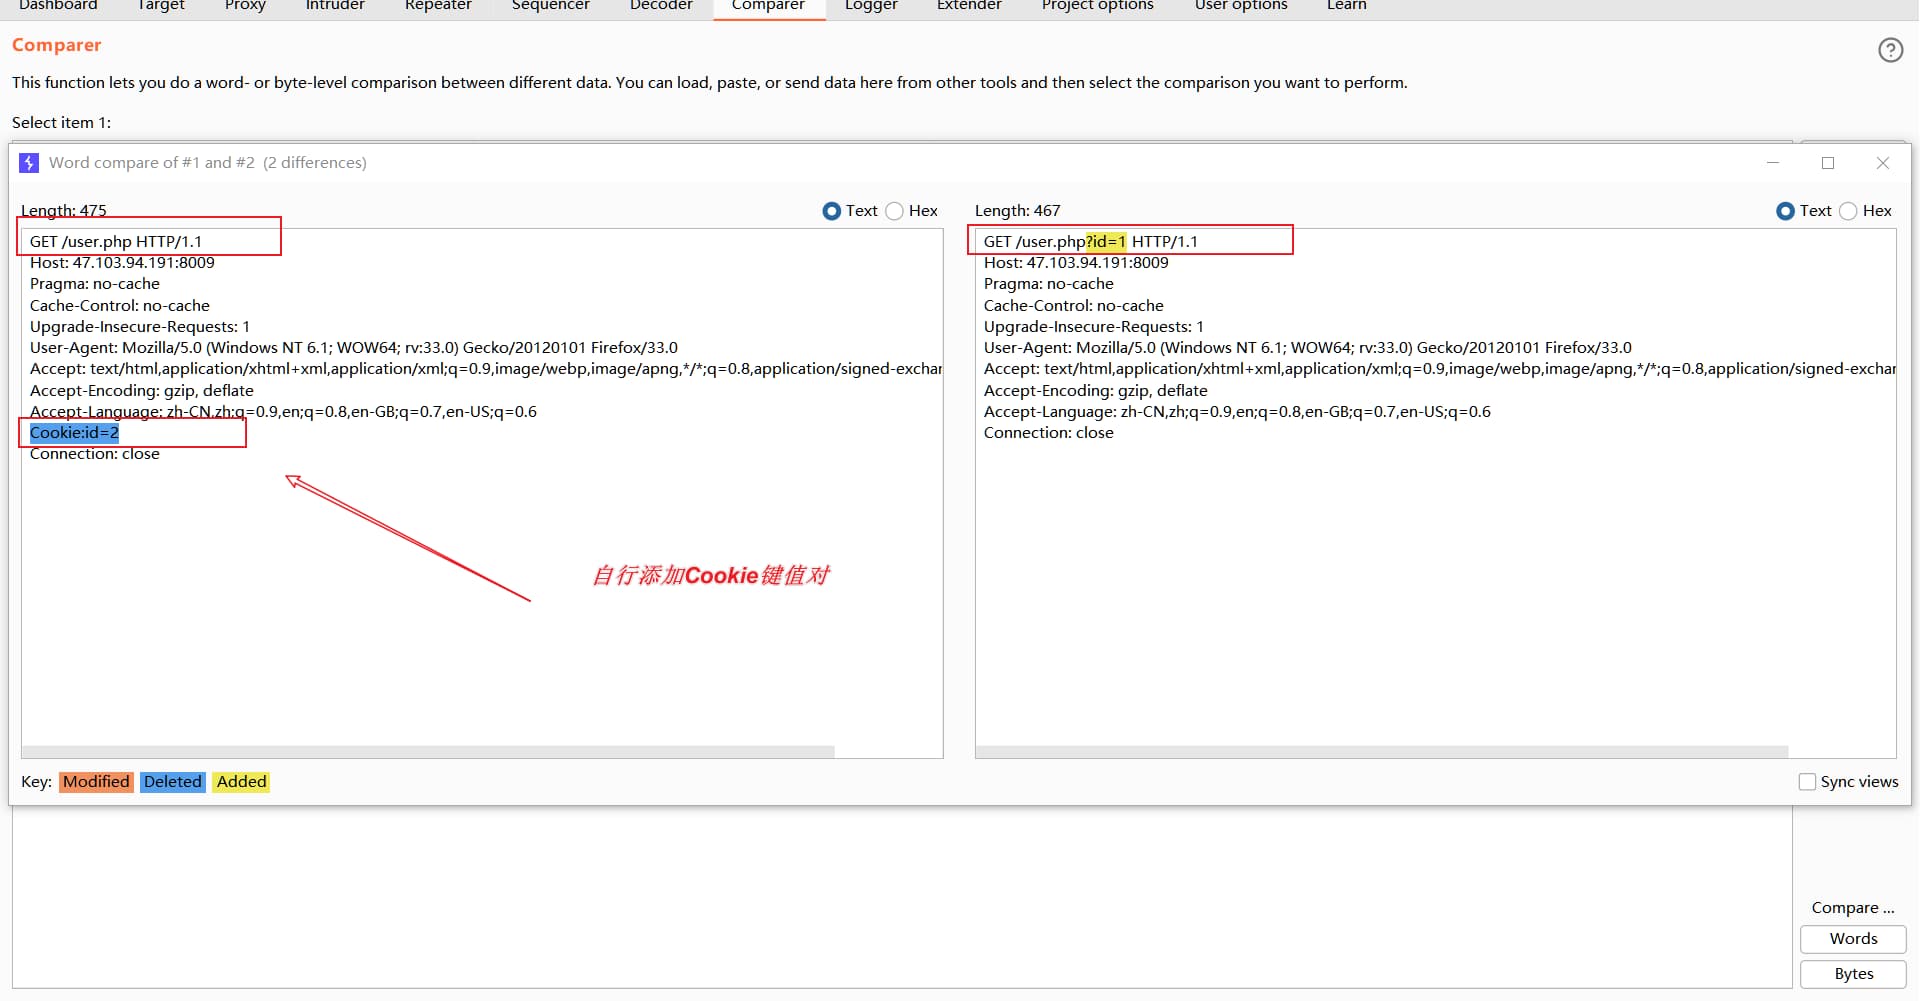 Dashboard Target Proxy Intruder Repeater Sequencer Decoder Comparer Logger Extender Project options User options Learn
Comparer
?
This function lets you do a word- or byte-level comparison between different data. You can load, paste, or send data here from other tools and then select the comparison you want to perform.
Select item 1:
Word compare of #1 and #2 (2 differences)
Length: 475
Text Hex
GET /user.php HTTP/1.1
Host: 47.103.94.191:8009
Pragma: no-cache
Cache-Control: no-cache
Upgrade-Insecure-Requests: 1
User-Agent: Mozilla/5.0 (Windows NT 6.1; WOW64; rv:33.0) Gecko/20120101 Firefox/33.0
Accept: text/html,application/xhtml+xml,application/xml;q=0.9,image/webp,image/apng,*/*;q=0.8,application/signed-exchan
Accept-Encoding: gzip, deflate
Accept-Language: zh-CN,zh;q=0.9,en;q=0.8,en-GB;q=0.7,en-US;q=0.6
Cookie:id=2
Connection: close
自行添加Cookie键值对
Length: 467
Text Hex
GET /user.php?id=1 HTTP/1.1
Host: 47.103.94.191:8009
Pragma: no-cache
Cache-Control: no-cache
Upgrade-Insecure-Requests: 1
User-Agent: Mozilla/5.0 (Windows NT 6.1; WOW64; rv:33.0) Gecko/20120101 Firefox/33.0
Accept: text/html,application/xhtml+xml,application/xml;q=0.9,image/webp,image/apng,*/*;q=0.8,application/signed-exchar
Accept-Encoding: gzip, deflate
Accept-Language: zh-CN,zh;q=0.9,en;q=0.8,en-GB;q=0.7,en-US;q=0.6
Connection: close
Key: Modified Deleted Added
Sync views
Compare ...
Words
Bytes